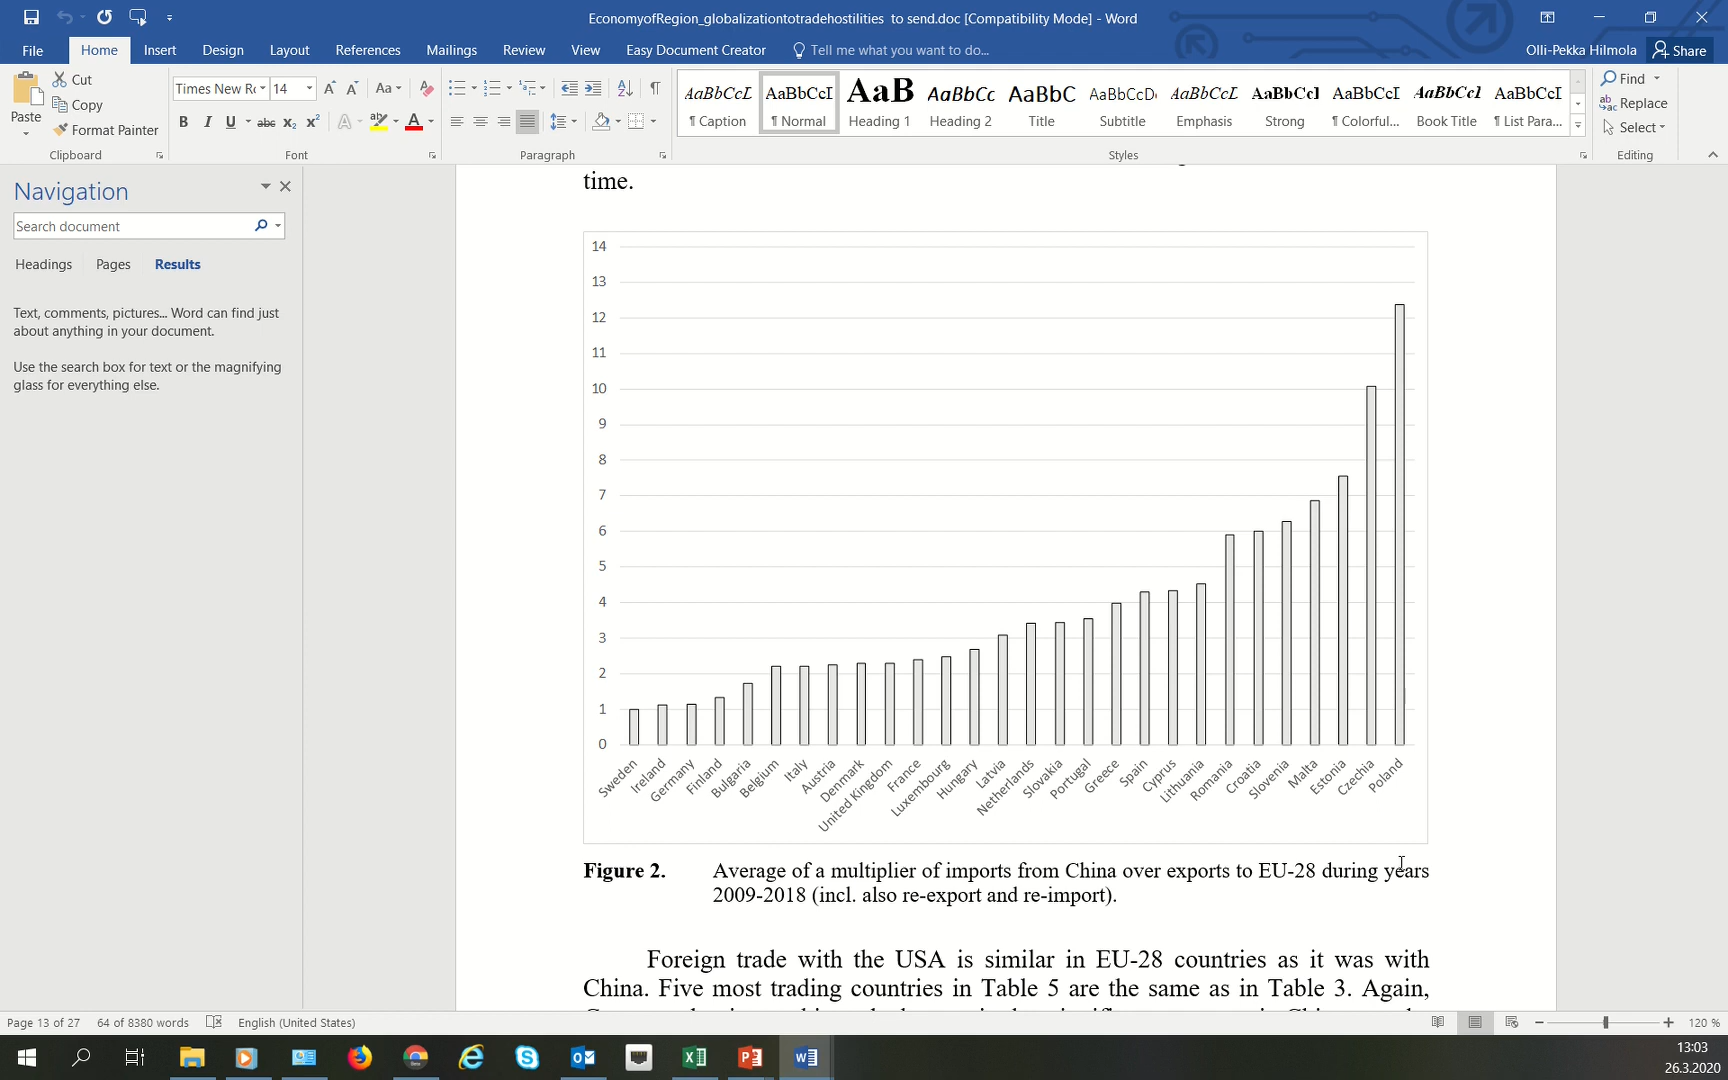 EconomyofRegion_globalizationtotradehostilities to send.doc [Compatibility Mode] - Word
File Home Insert Design Layout References Mailings Review View Easy Document Creator Tell me what you want to do... Olli-Pekka Hilmola Share
Paste
Cut
Copy
Format Painter
Clipboard
Times New Rc 14
Font
Paragraph
AaBbCcL AaBbCcI AaB AaBbCc AaBbC AaBbCcD AaBbCcL AaBbCcl AaBbCcI AaBbCcl AaBbCcI
¶ Caption ¶ Normal Heading 1 Heading 2 Title Subtitle Emphasis Strong ¶ Colorful... Book Title ¶ List Para...
Styles
Find
Replace
Select
Editing
Navigation
Search document
Headings Pages Results
Text, comments, pictures... Word can find just
about anything in your document.
Use the search box for text or the magnifying
glass for everything else.
time.
14
13
12
11
10
9
8
7
6
5
4
3
2
1
0
Sweden
Ireland
Germany
Finland
Bulgaria
Belgium
Italy
Austria
Denmark
United Kingdom
France
Luxembourg
Hungary
Latvia
Netherlands
Slovakia
Portugal
Greece
Spain
Cyprus
Lithuania
Romania
Croatia
Slovenia
Malta
Estonia
Czechia
Poland
Figure 2. Average of a multiplier of imports from China over exports to EU-28 during years
2009-2018 (incl. also re-export and re-import).
Foreign trade with the USA is similar in EU-28 countries as it was with
China. Five most trading countries in Table 5 are the same as in Table 3. Again,
Page 13 of 27 64 of 8380 words English (United States) 120 %
13:03
26.3.2020